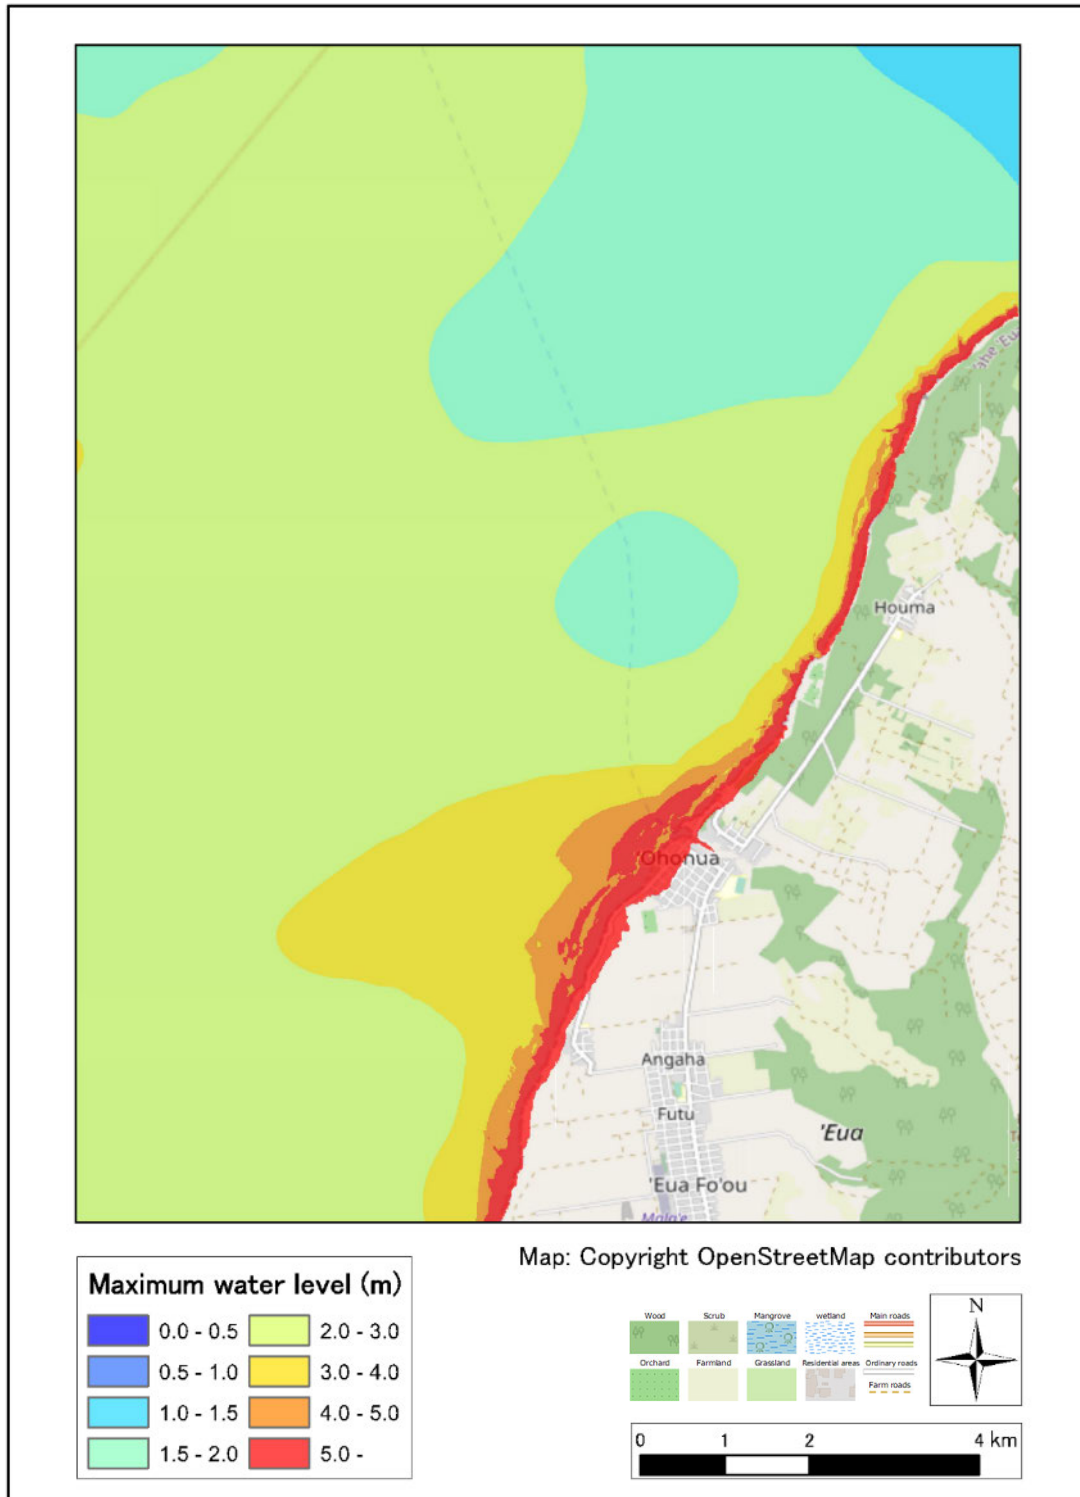 'ahe 'Eua
Houma
'Ohonua
Angaha
Futu
'Eua
'Eua Fo'ou
Mala'e
Map: Copyright OpenStreetMap contributors
Maximum water level (m)
0.0 - 0.5
2.0 - 3.0
0.5 - 1.0
3.0 - 4.0
1.0 - 1.5
4.0 - 5.0
1.5 - 2.0
5.0 -
Wood Scrub Mangrove wetland Main roads
Orchard Farmland Grassland Residential areas Ordinary roads
Farm roads
N
0 1 2 4 km